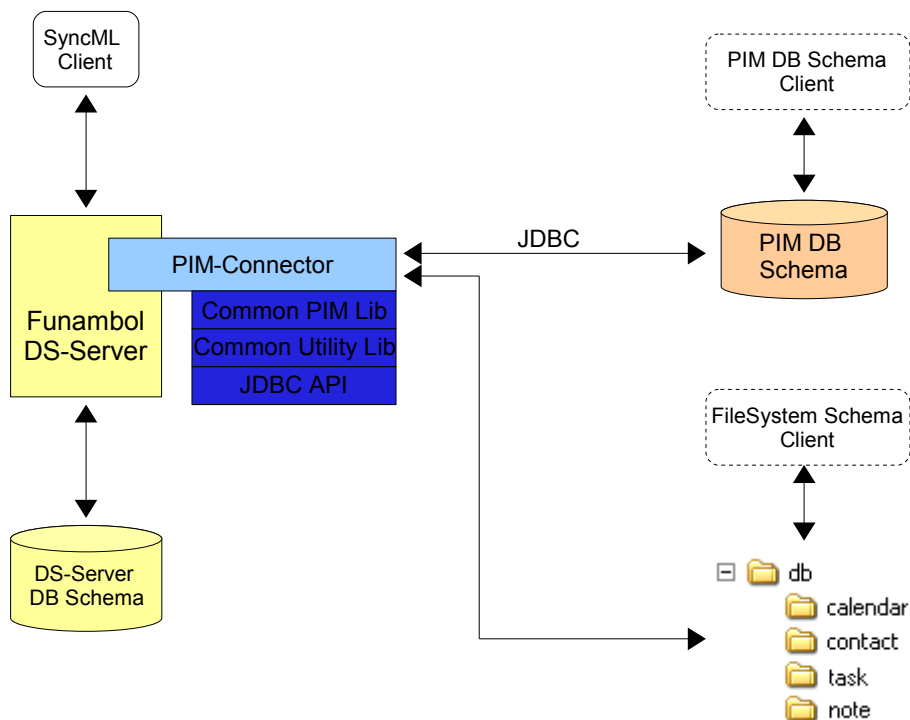 SyncML
Client
PIM DB Schema
Client
JDBC
PIM-Connector
PIM DB
Schema
Common PIM Lib
Funambol
DS-Server
Common Utility Lib
JDBC API
FileSystem Schema
Client
DS-Server
DB Schema
db
calendar
contact
task
note